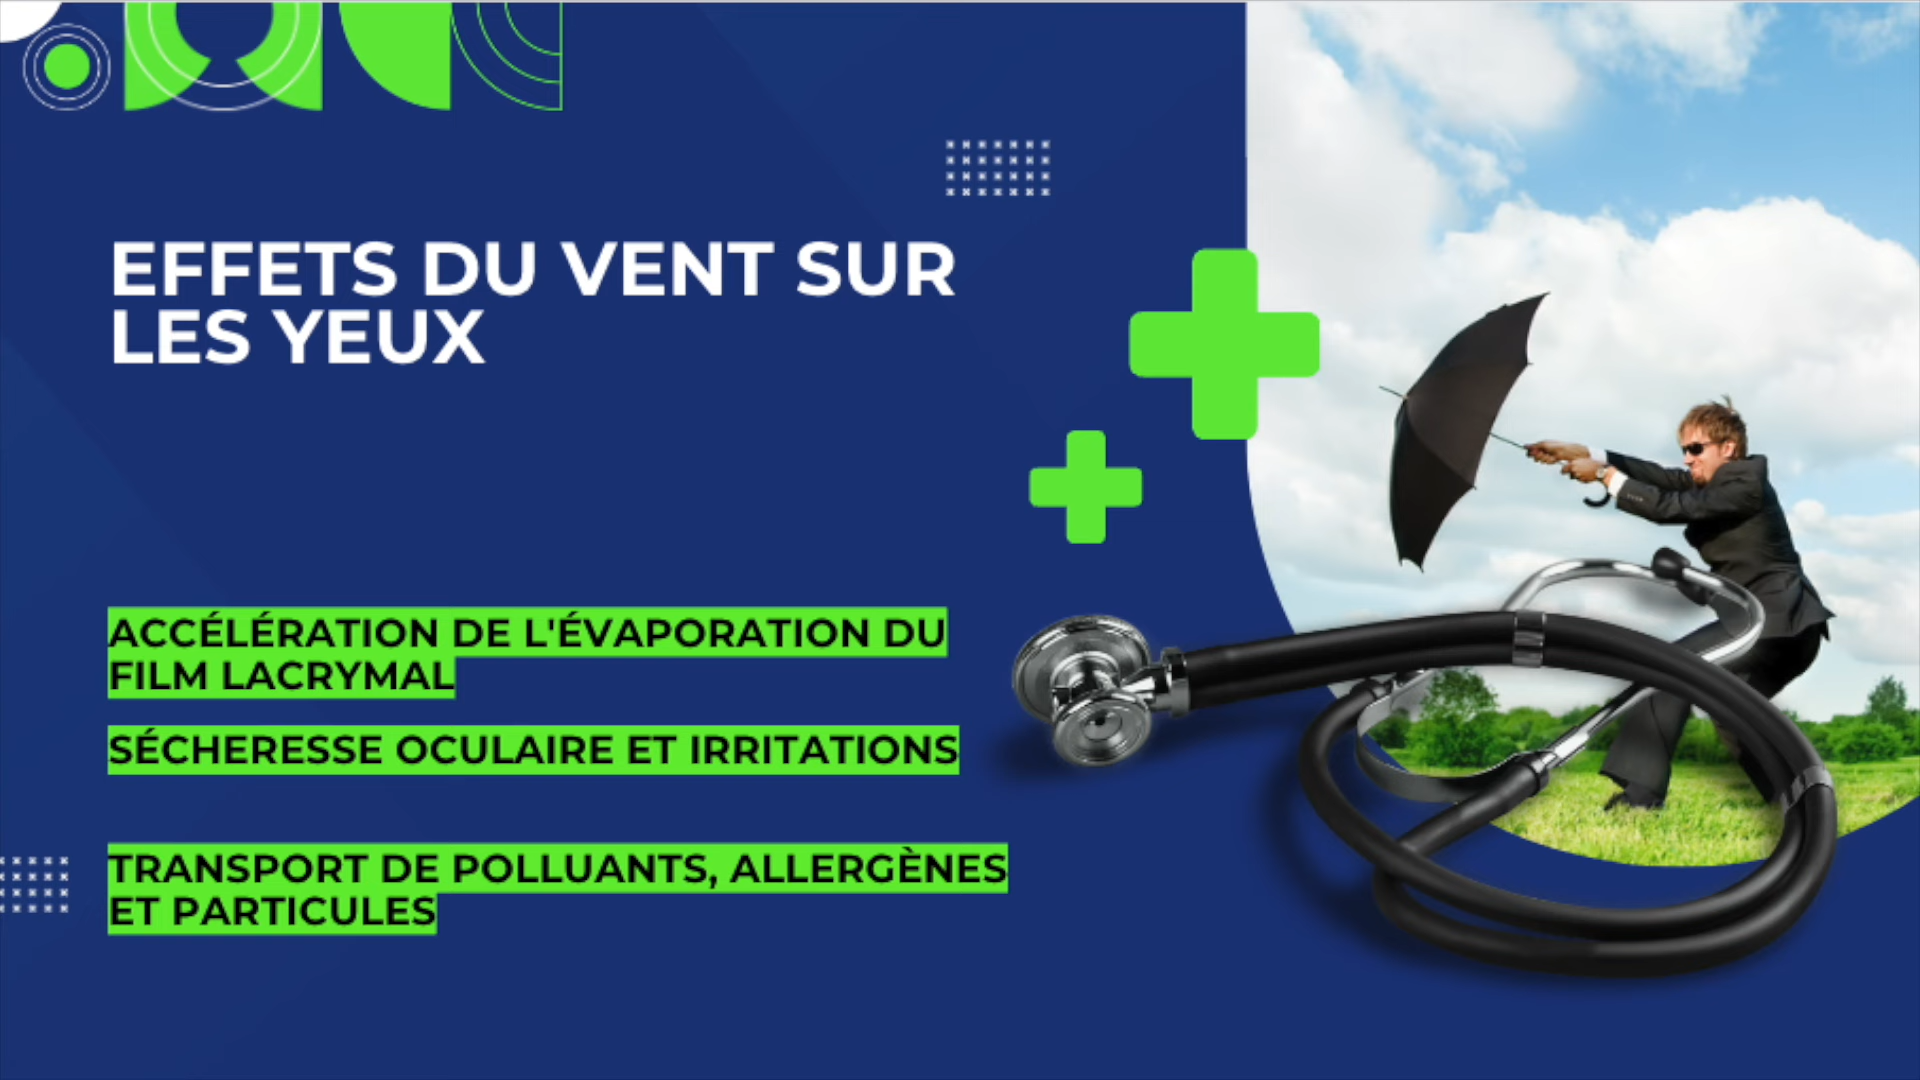 EFFETS DU VENT SUR
LES YEUX
ACCÉLÉRATION DE L'ÉVAPORATION DU
FILM LACRYMAL
SÉCHERESSE OCULAIRE ET IRRITATIONS
TRANSPORT DE POLLUANTS, ALLERGÈNES
ET PARTICULES